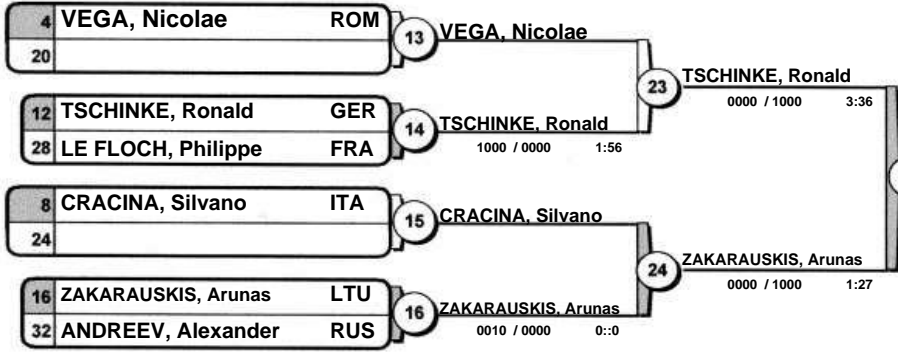 4 VEGA, Nicolae ROM
20
13 VEGA, Nicolae
12 TSCHINKE, Ronald GER
28 LE FLOCH, Philippe FRA
14 TSCHINKE, Ronald
1000 / 0000 1:56
23 TSCHINKE, Ronald
0000 / 1000 3:36
8 CRACINA, Silvano ITA
24
15 CRACINA, Silvano
16 ZAKARAUSKIS, Arunas LTU
32 ANDREEV, Alexander RUS
16 ZAKARAUSKIS, Arunas
0010 / 0000 0::0
24 ZAKARAUSKIS, Arunas
0000 / 1000 1:27